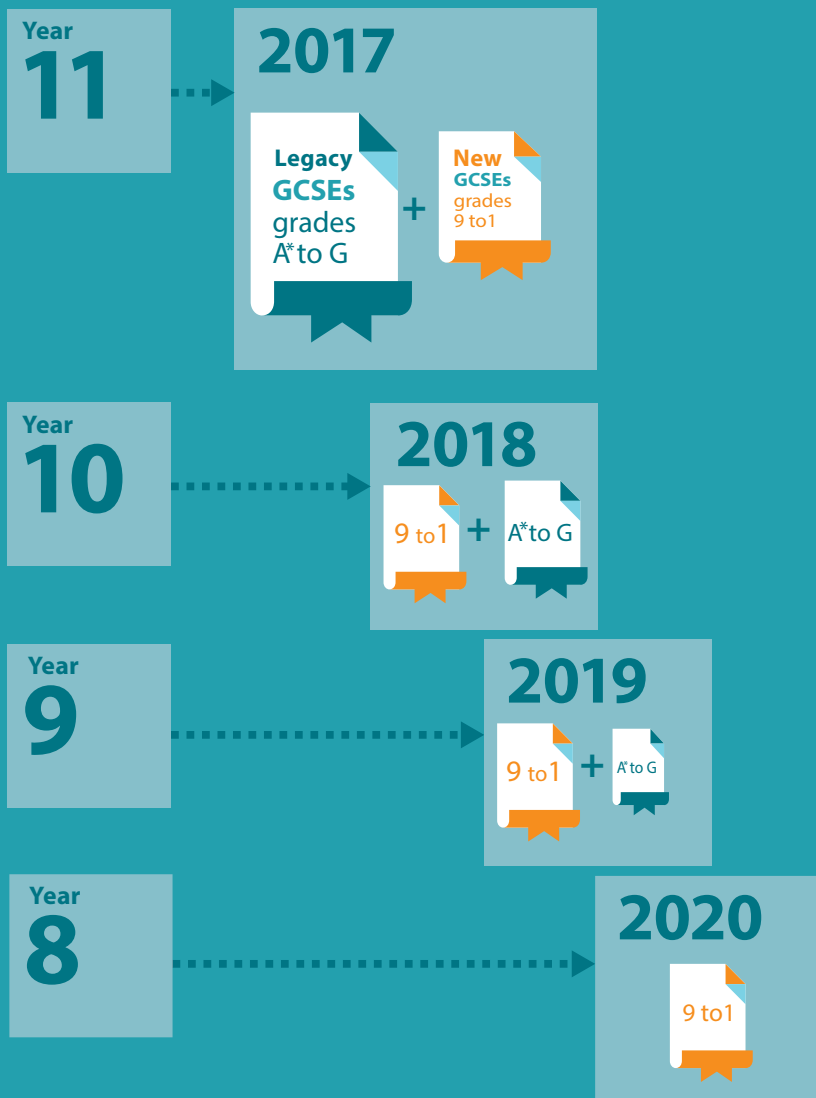 Year
11
2017
Legacy
GCSEs
grades
A* to G
+
New
GCSEs
grades
9 to1
Year
10
2018
9 to1
+
A* to G
Year
9
2019
9 to1
+
A* to G
Year
8
2020
9 to1